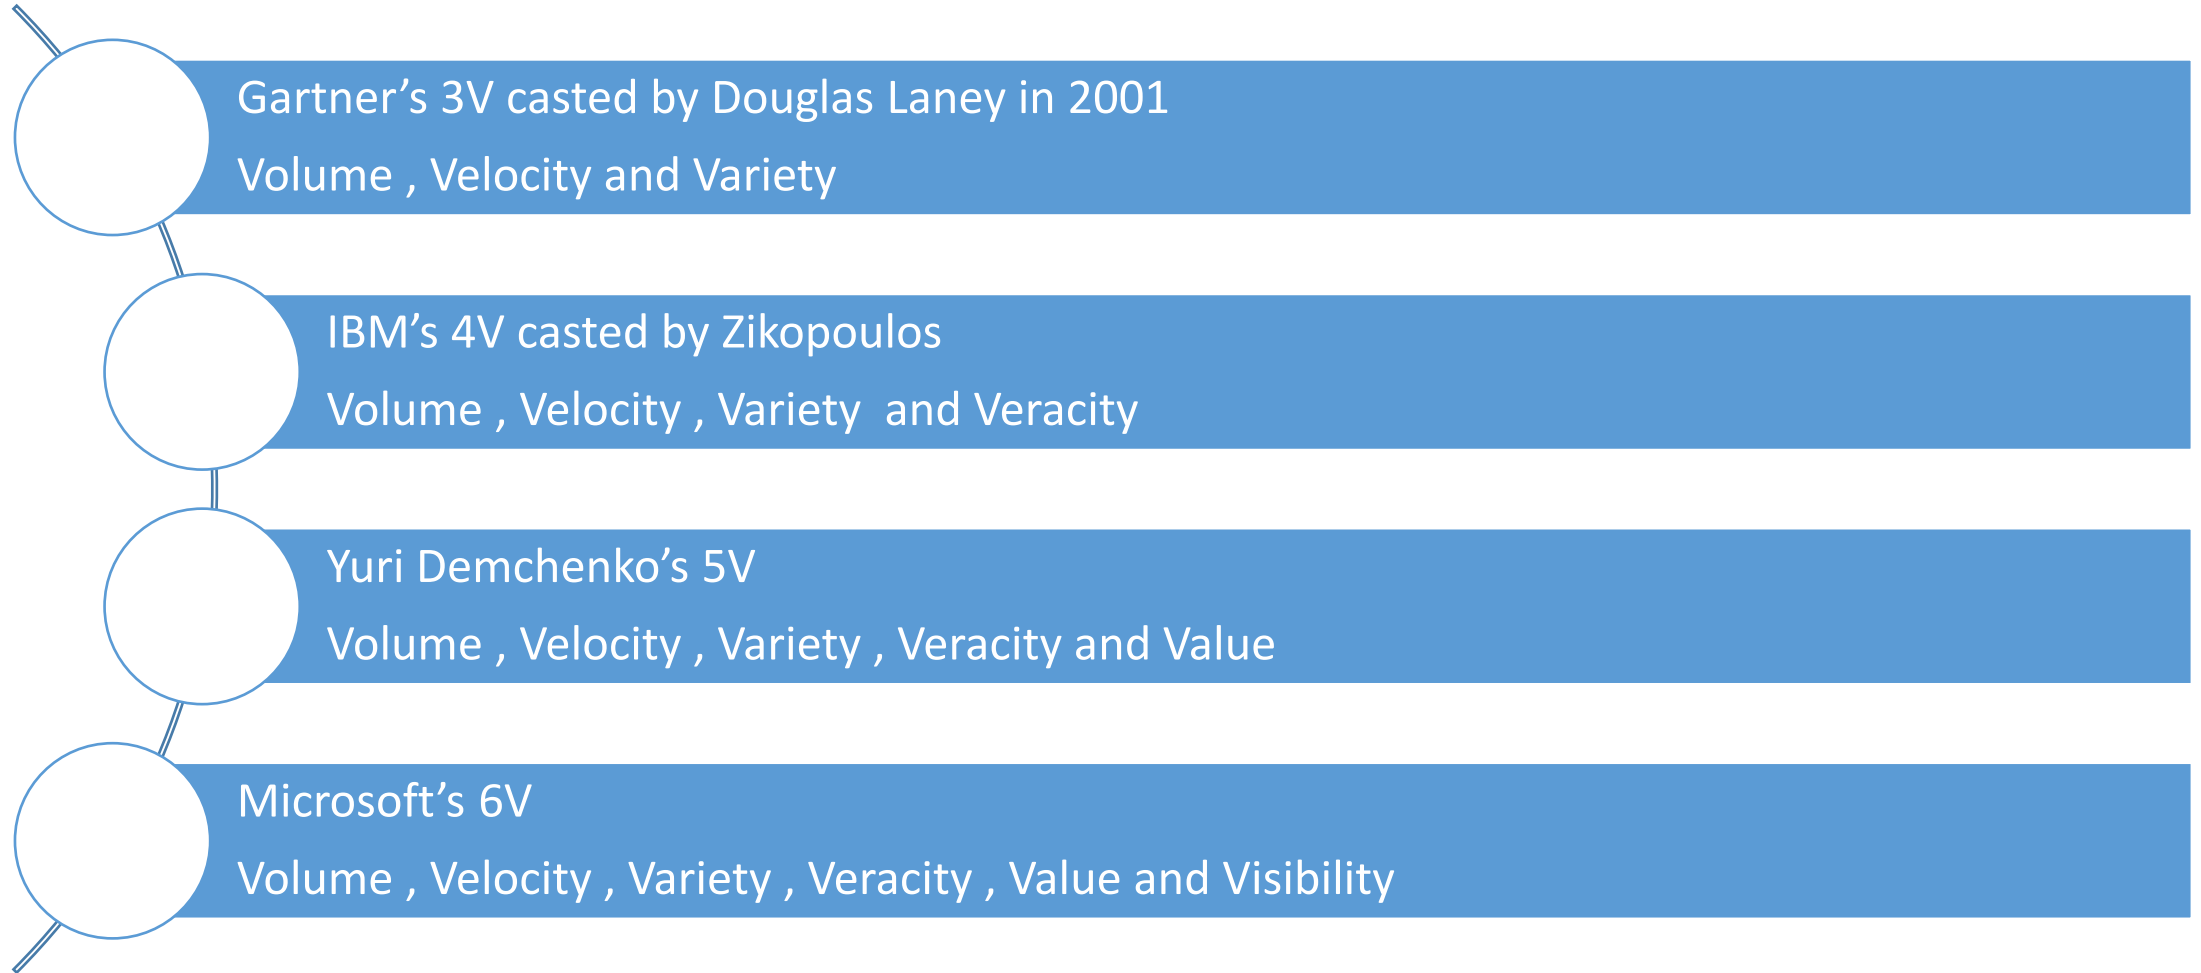 Gartner’s 3V casted by Douglas Laney in 2001
Volume , Velocity and Variety
IBM’s 4V casted by Zikopoulos
Volume , Velocity , Variety  and Veracity
Yuri Demchenko’s 5V
Volume , Velocity , Variety , Veracity and Value
Microsoft’s 6V
Volume , Velocity , Variety , Veracity , Value and Visibility